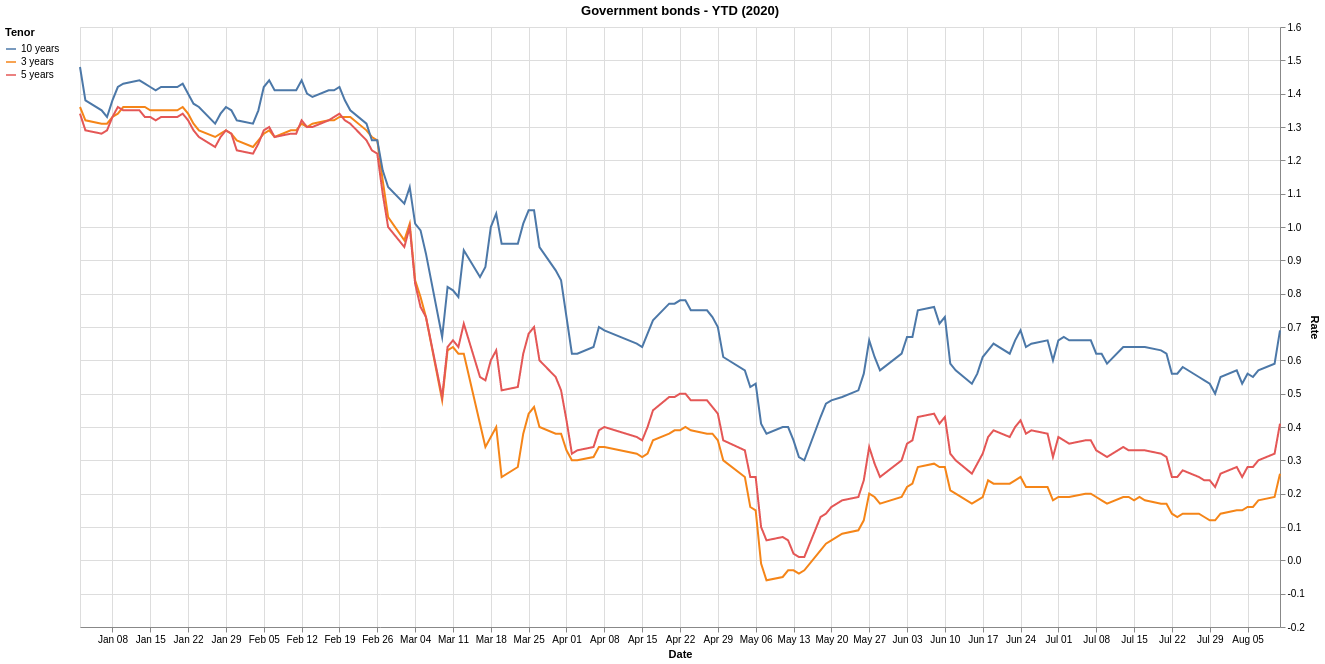 Government bonds - YTD (2020)
Tenor
10 years
3 years
5 years
1.6
1.5
1.4
1.3
1.2
1.1
1.0
0.9
0.8
0.7
0.6
0.5
0.4
0.3
0.2
0.1
0.0
-0.1
-0.2
Rate
Jan 08 Jan 15 Jan 22 Jan 29 Feb 05 Feb 12 Feb 19 Feb 26 Mar 04 Mar 11 Mar 18 Mar 25 Apr 01 Apr 08 Apr 15 Apr 22 Apr 29 May 06 May 13 May 20 May 27 Jun 03 Jun 10 Jun 17 Jun 24 Jul 01 Jul 08 Jul 15 Jul 22 Jul 29 Aug 05
Date